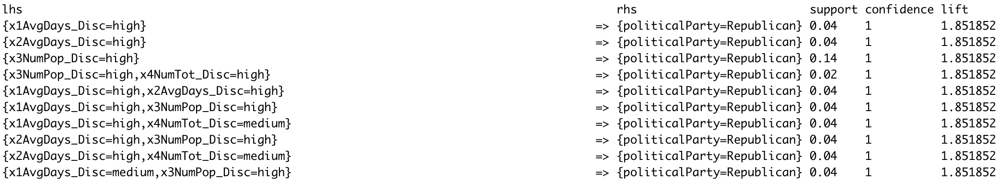 lhs rhs support confidence lift
{x1AvgDays_Disc=high} => {politicalParty=Republican} 0.04 1 1.851852
{x2AvgDays_Disc=high} => {politicalParty=Republican} 0.04 1 1.851852
{x3NumPop_Disc=high} => {politicalParty=Republican} 0.14 1 1.851852
{x3NumPop_Disc=high,x4NumTot_Disc=high} => {politicalParty=Republican} 0.02 1 1.851852
{x1AvgDays_Disc=high,x2AvgDays_Disc=high} => {politicalParty=Republican} 0.04 1 1.851852
{x1AvgDays_Disc=high,x3NumPop_Disc=high} => {politicalParty=Republican} 0.04 1 1.851852
{x1AvgDays_Disc=high,x4NumTot_Disc=medium} => {politicalParty=Republican} 0.04 1 1.851852
{x2AvgDays_Disc=high,x3NumPop_Disc=high} => {politicalParty=Republican} 0.04 1 1.851852
{x2AvgDays_Disc=high,x4NumTot_Disc=medium} => {politicalParty=Republican} 0.04 1 1.851852
{x1AvgDays_Disc=medium,x3NumPop_Disc=high} => {politicalParty=Republican} 0.04 1 1.851852